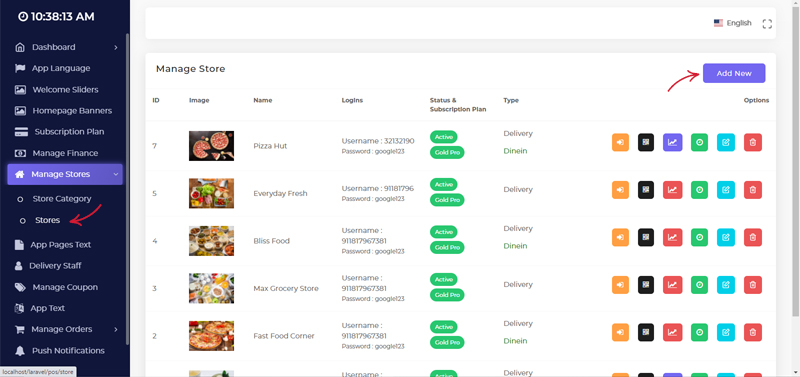 10:38:13 AM
English
Dashboard
App Language
Welcome Sliders
Homepage Banners
Subscription Plan
Manage Finance
Manage Stores
Store Category
Stores
App Pages Text
Delivery Staff
Manage Coupon
App Text
Manage Orders
Push Notifications
localhost/laravel/pos/store
Manage Store
Add New
ID Image Name Logins Status & Subscription Plan Type Options
7 Pizza Hut
Username : 32132190
Password : google123
Active
Gold Pro
Delivery
Dinein
5 Everyday Fresh
Username : 91181796
Password : google123
Active
Gold Pro
Delivery
4 Bliss Food
Username :
911817967381
Password : google123
Active
Gold Pro
Delivery
Dinein
3 Max Grocery Store
Username :
911817967381
Password : google123
Active
Gold Pro
Delivery
2 Fast Food Corner
Username :
911817967381
Password : google123
Active
Gold Pro
Delivery
Dinein
Username :
Active
Delivery